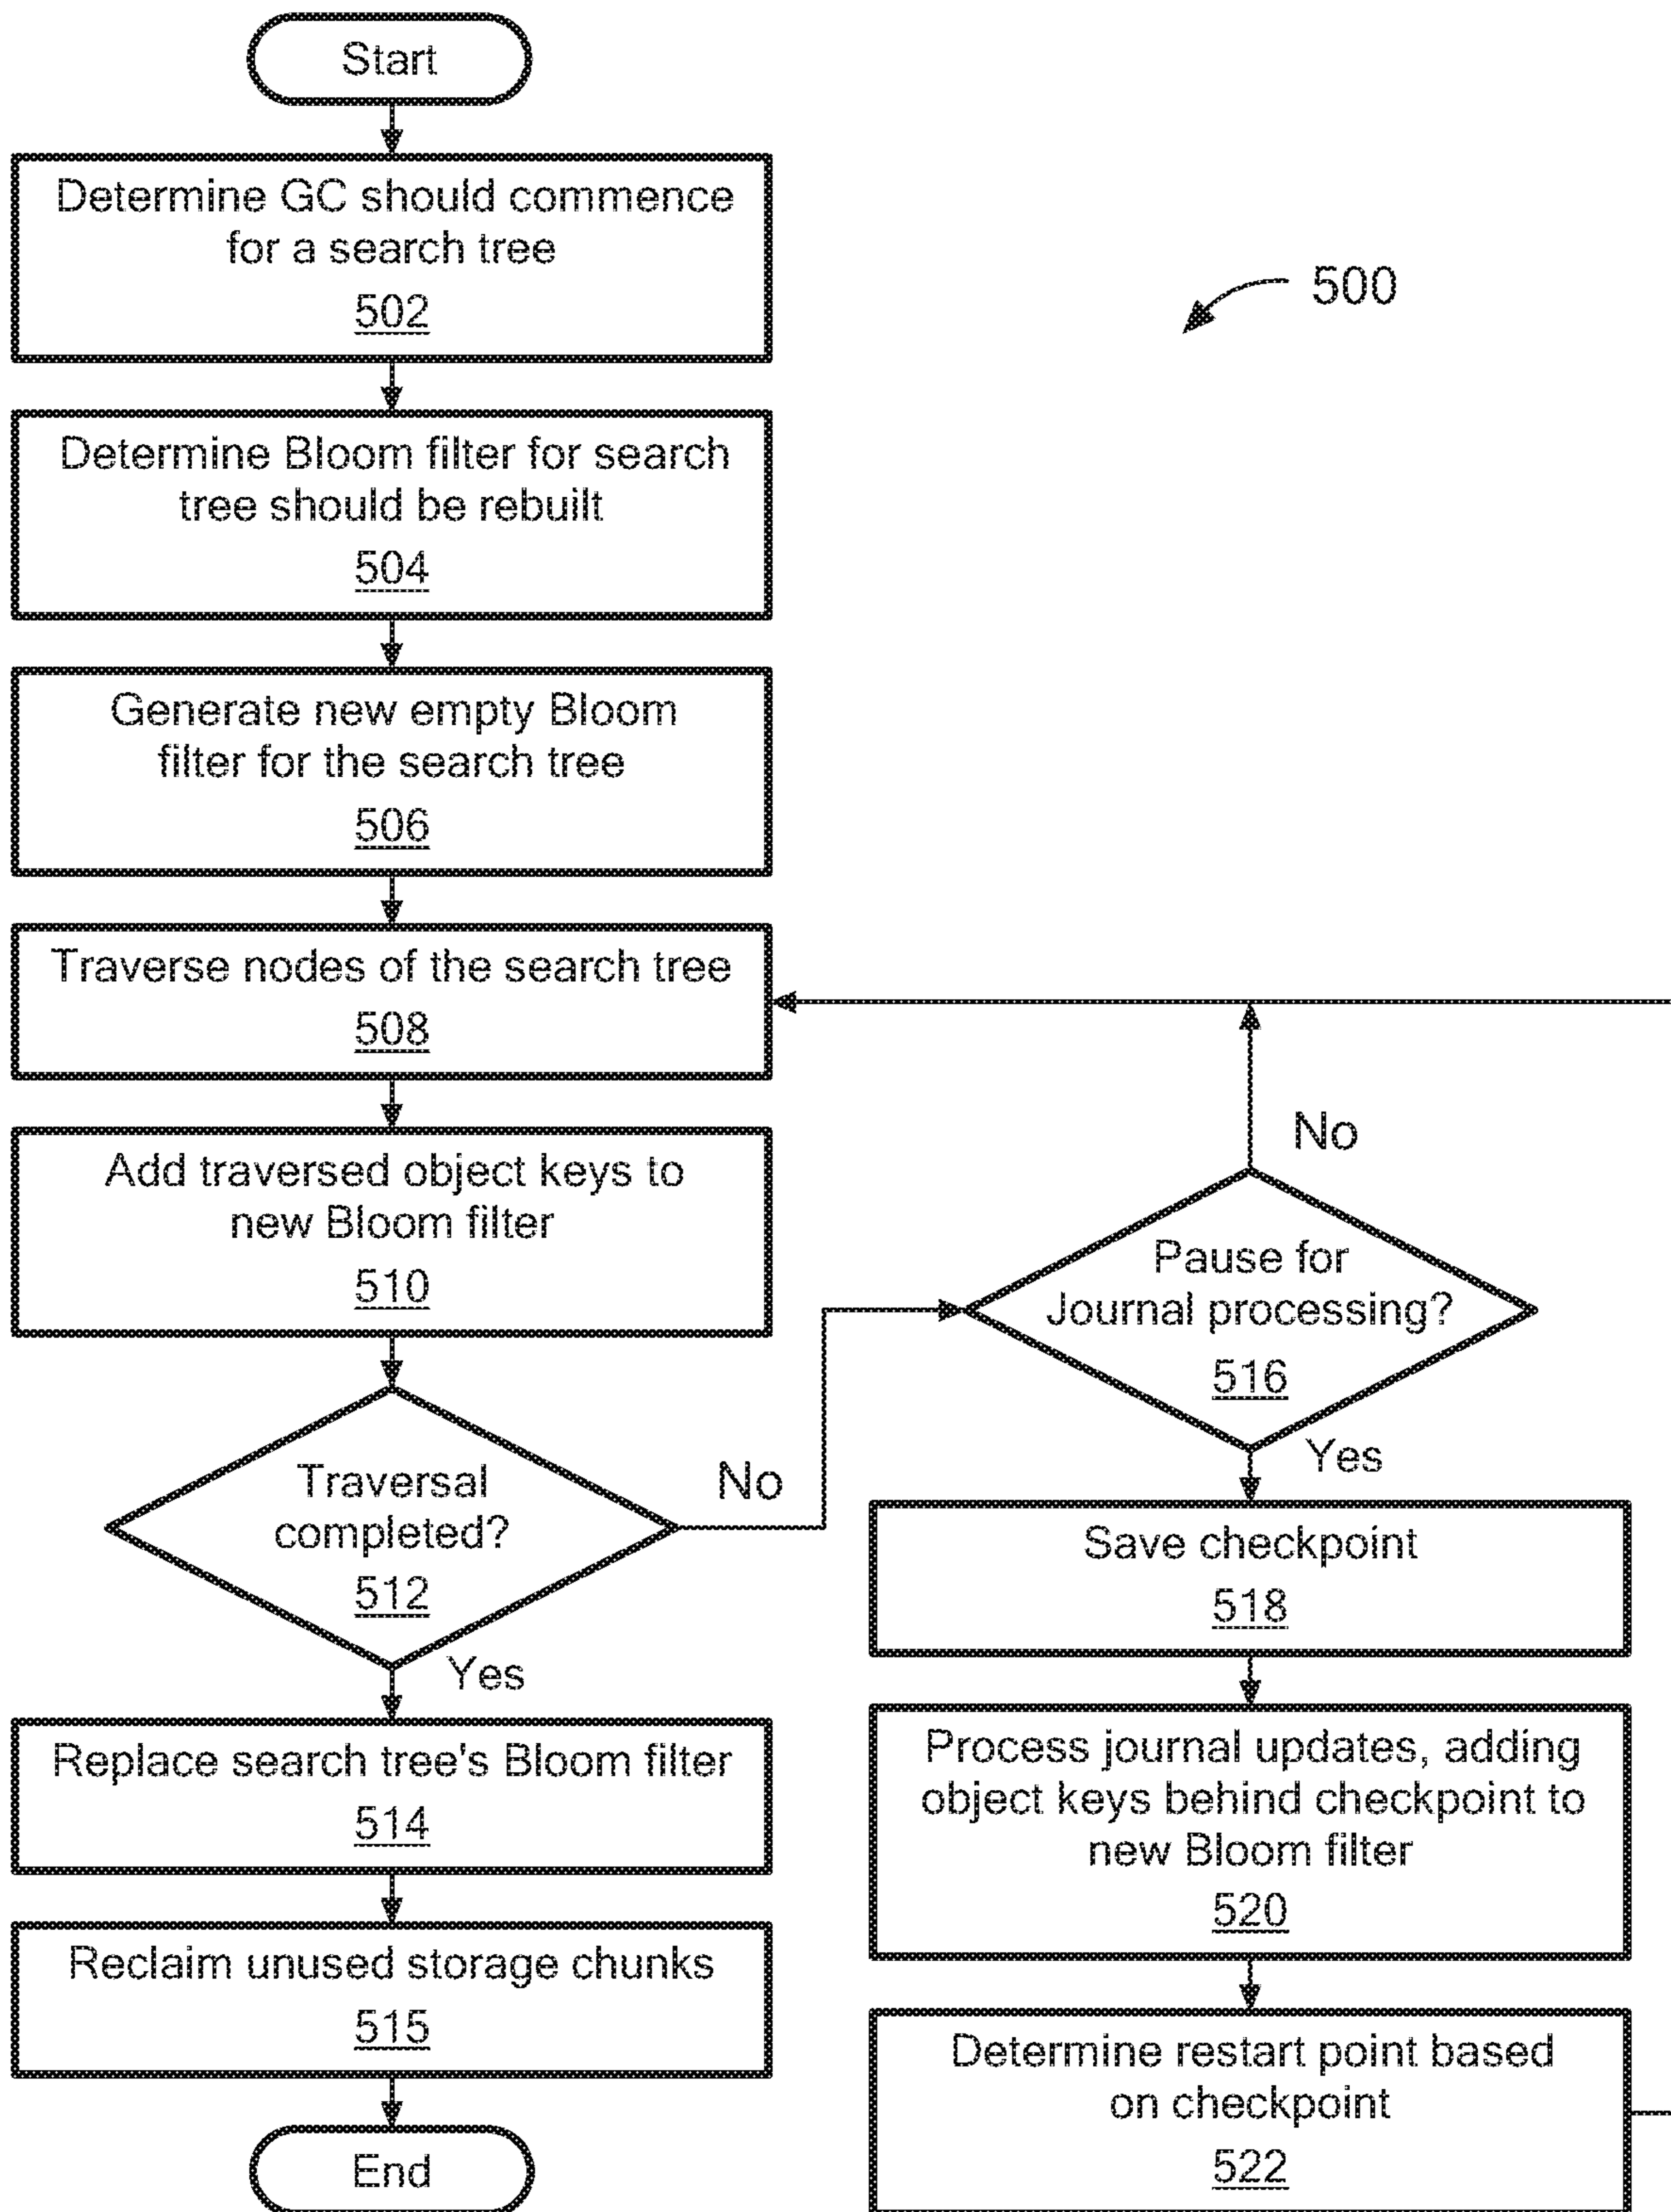 Start
Determine GC should commence
for a search tree
502
500
Determine Bloom filter for search
tree should be rebuilt
504
Generate new empty Bloom
filter for the search tree
506
Traverse nodes of the search tree
508
Add traversed object keys to
new Bloom filter
510
Traversal
completed?
512
No
Yes
Replace search tree's Bloom filter
514
Reclaim unused storage chunks
515
End
No
Pause for
Journal processing?
516
Yes
Save checkpoint
518
Process journal updates, adding
object keys behind checkpoint to
new Bloom filter
520
Determine restart point based
on checkpoint
522